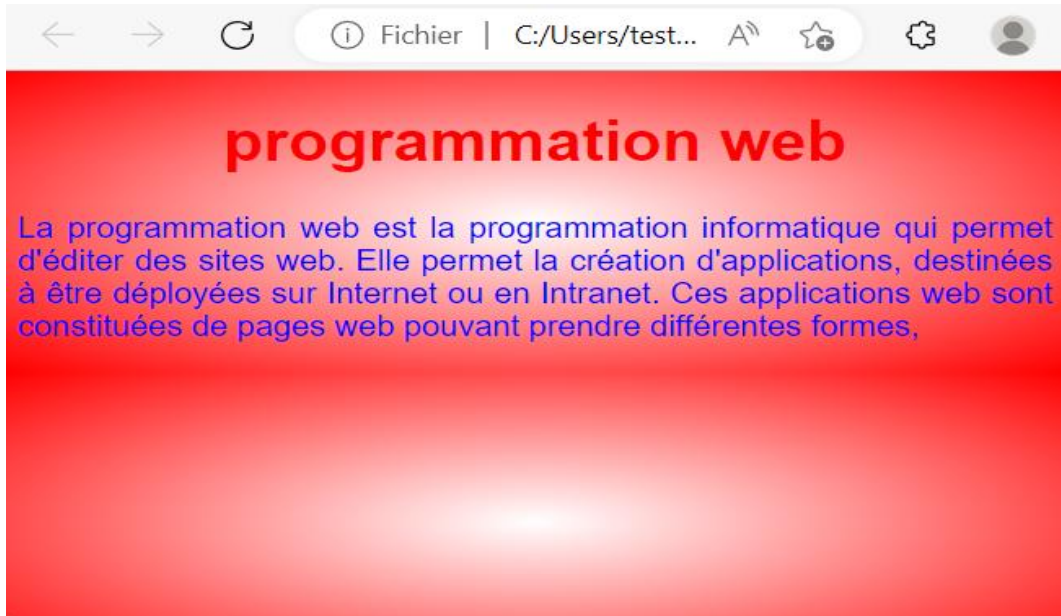 Fichier | C:/Users/test... A
programmation web
La programmation web est la programmation informatique qui permet
d'éditer des sites web. Elle permet la création d'applications, destinées
à être déployées sur Internet ou en Intranet. Ces applications web sont
constituées de pages web pouvant prendre différentes formes,